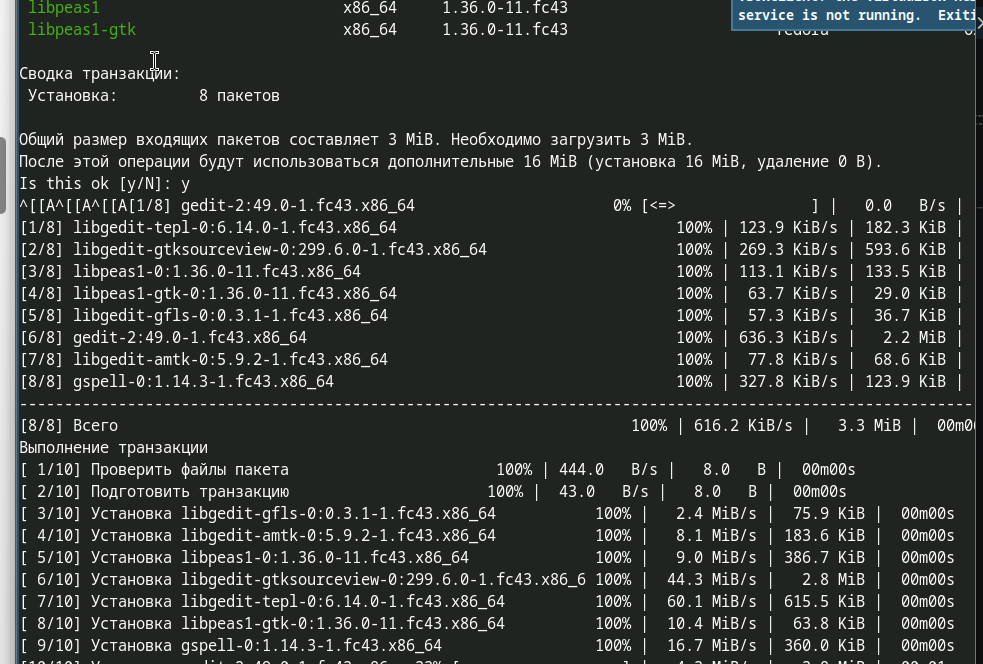 service is not running.  Exiti
libpeas1 x86_64 1.36.0-11.fc43
libpeas1-gtk x86_64 1.36.0-11.fc43
Сводка транзакции:
Установка: 8 пакетов
Общий размер входящих пакетов составляет 3 MiB. Необходимо загрузить 3 MiB.
После этой операции будут использоваться дополнительные 16 MiB (установка 16 MiB, удаление 0 B).
Is this ok [y/N]: y
^[[A^[[A^[[A[1/8] gedit-2:49.0-1.fc43.x86_64 0% [<=> ] | 0.0 B/s |
[1/8] libgedit-tepl-0:6.14.0-1.fc43.x86_64 100% | 123.9 KiB/s | 182.3 KiB |
[2/8] libgedit-gtksourceview-0:299.6.0-1.fc43.x86_64 100% | 269.3 KiB/s | 593.6 KiB |
[3/8] libpeas1-0:1.36.0-11.fc43.x86_64 100% | 113.1 KiB/s | 133.5 KiB |
[4/8] libpeas1-gtk-0:1.36.0-11.fc43.x86_64 100% | 63.7 KiB/s | 29.0 KiB |
[5/8] libgedit-gfls-0:0.3.1-1.fc43.x86_64 100% | 57.3 KiB/s | 36.7 KiB |
[6/8] gedit-2:49.0-1.fc43.x86_64 100% | 636.3 KiB/s | 2.2 MiB |
[7/8] libgedit-amtk-0:5.9.2-1.fc43.x86_64 100% | 77.8 KiB/s | 68.6 KiB |
[8/8] gspell-0:1.14.3-1.fc43.x86_64 100% | 327.8 KiB/s | 123.9 KiB |
--------------------------------------------------------------------------------------------------------
[8/8] Всего 100% | 616.2 KiB/s | 3.3 MiB | 00m0
Выполнение транзакции
[ 1/10] Проверить файлы пакета 100% | 444.0 B/s | 8.0 B | 00m00s
[ 2/10] Подготовить транзакцию 100% | 43.0 B/s | 8.0 B | 00m00s
[ 3/10] Установка libgedit-gfls-0:0.3.1-1.fc43.x86_64 100% | 2.4 MiB/s | 75.9 KiB | 00m00s
[ 4/10] Установка libgedit-amtk-0:5.9.2-1.fc43.x86_64 100% | 8.1 MiB/s | 183.6 KiB | 00m00s
[ 5/10] Установка libpeas1-0:1.36.0-11.fc43.x86_64 100% | 9.0 MiB/s | 386.7 KiB | 00m00s
[ 6/10] Установка libgedit-gtksourceview-0:299.6.0-1.fc43.x86_6 100% | 44.3 MiB/s | 2.8 MiB | 00m00s
[ 7/10] Установка libgedit-tepl-0:6.14.0-1.fc43.x86_64 100% | 60.1 MiB/s | 615.5 KiB | 00m00s
[ 8/10] Установка libpeas1-gtk-0:1.36.0-11.fc43.x86_64 100% | 10.4 MiB/s | 63.8 KiB | 00m00s
[ 9/10] Установка gspell-0:1.14.3-1.fc43.x86_64 100% | 16.7 MiB/s | 360.0 KiB | 00m00s